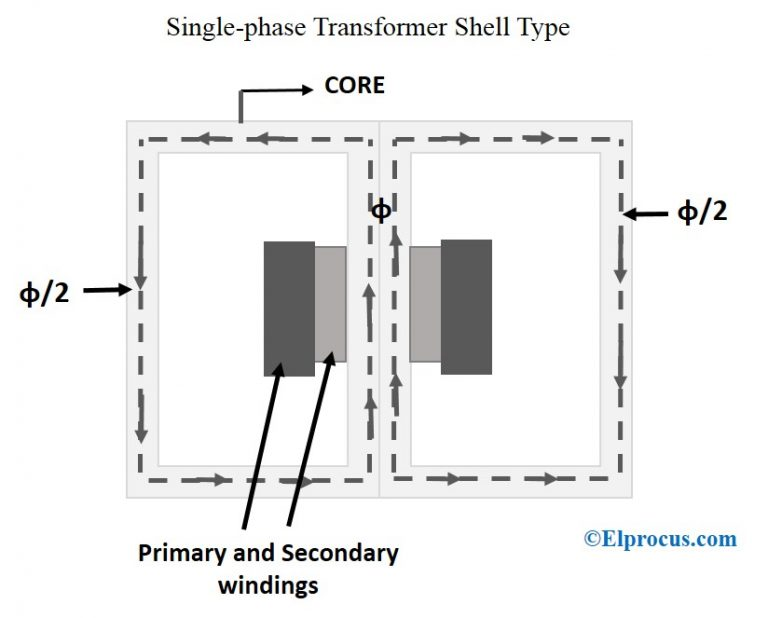 Single-phase Transformer Shell Type
CORE
ϕ
ϕ/2
ϕ/2
Primary and Secondary
windings
©Elprocus.com